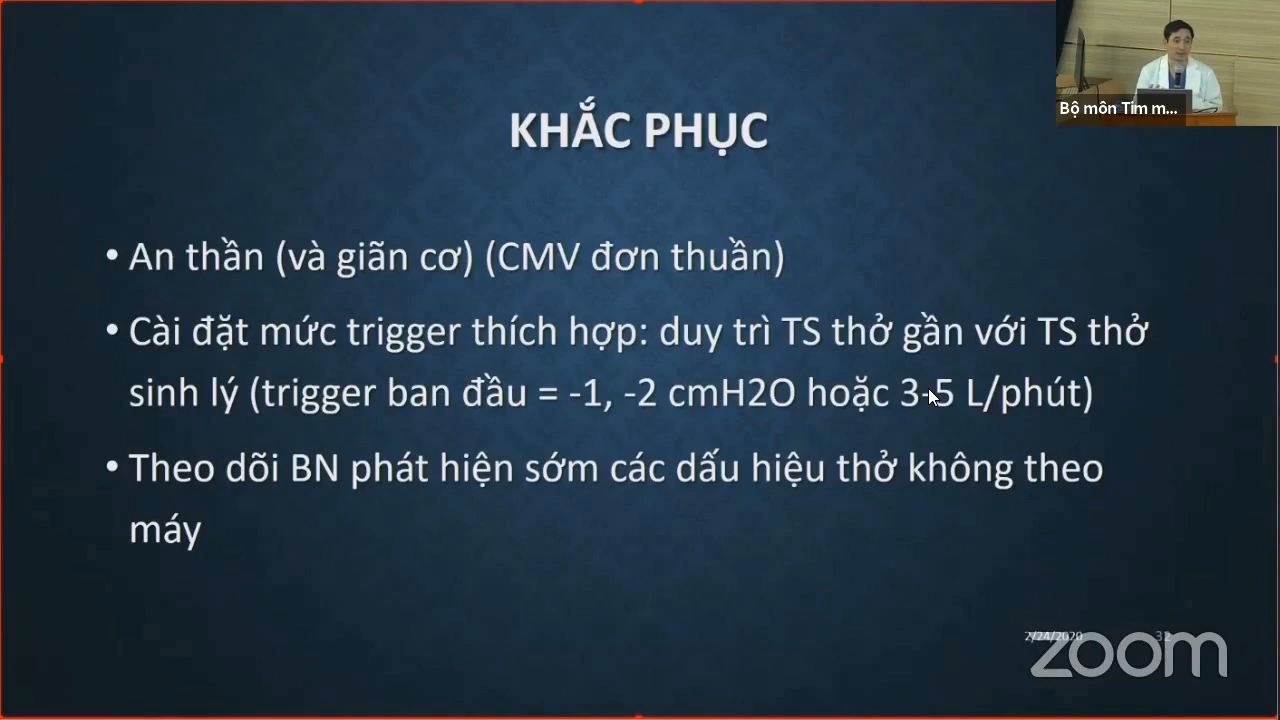 Bộ môn Tim m...
KHẮC PHỤC
• An thần (và giãn cơ) (CMV đơn thuần)
• Cài đặt mức trigger thích hợp: duy trì TS thở gần với TS thở
sinh lý (trigger ban đầu = -1, -2 cmH2O hoặc 3-5 L/phút)
• Theo dõi BN phát hiện sớm các dấu hiệu thở không theo
máy
2/24/2020
32
zoom